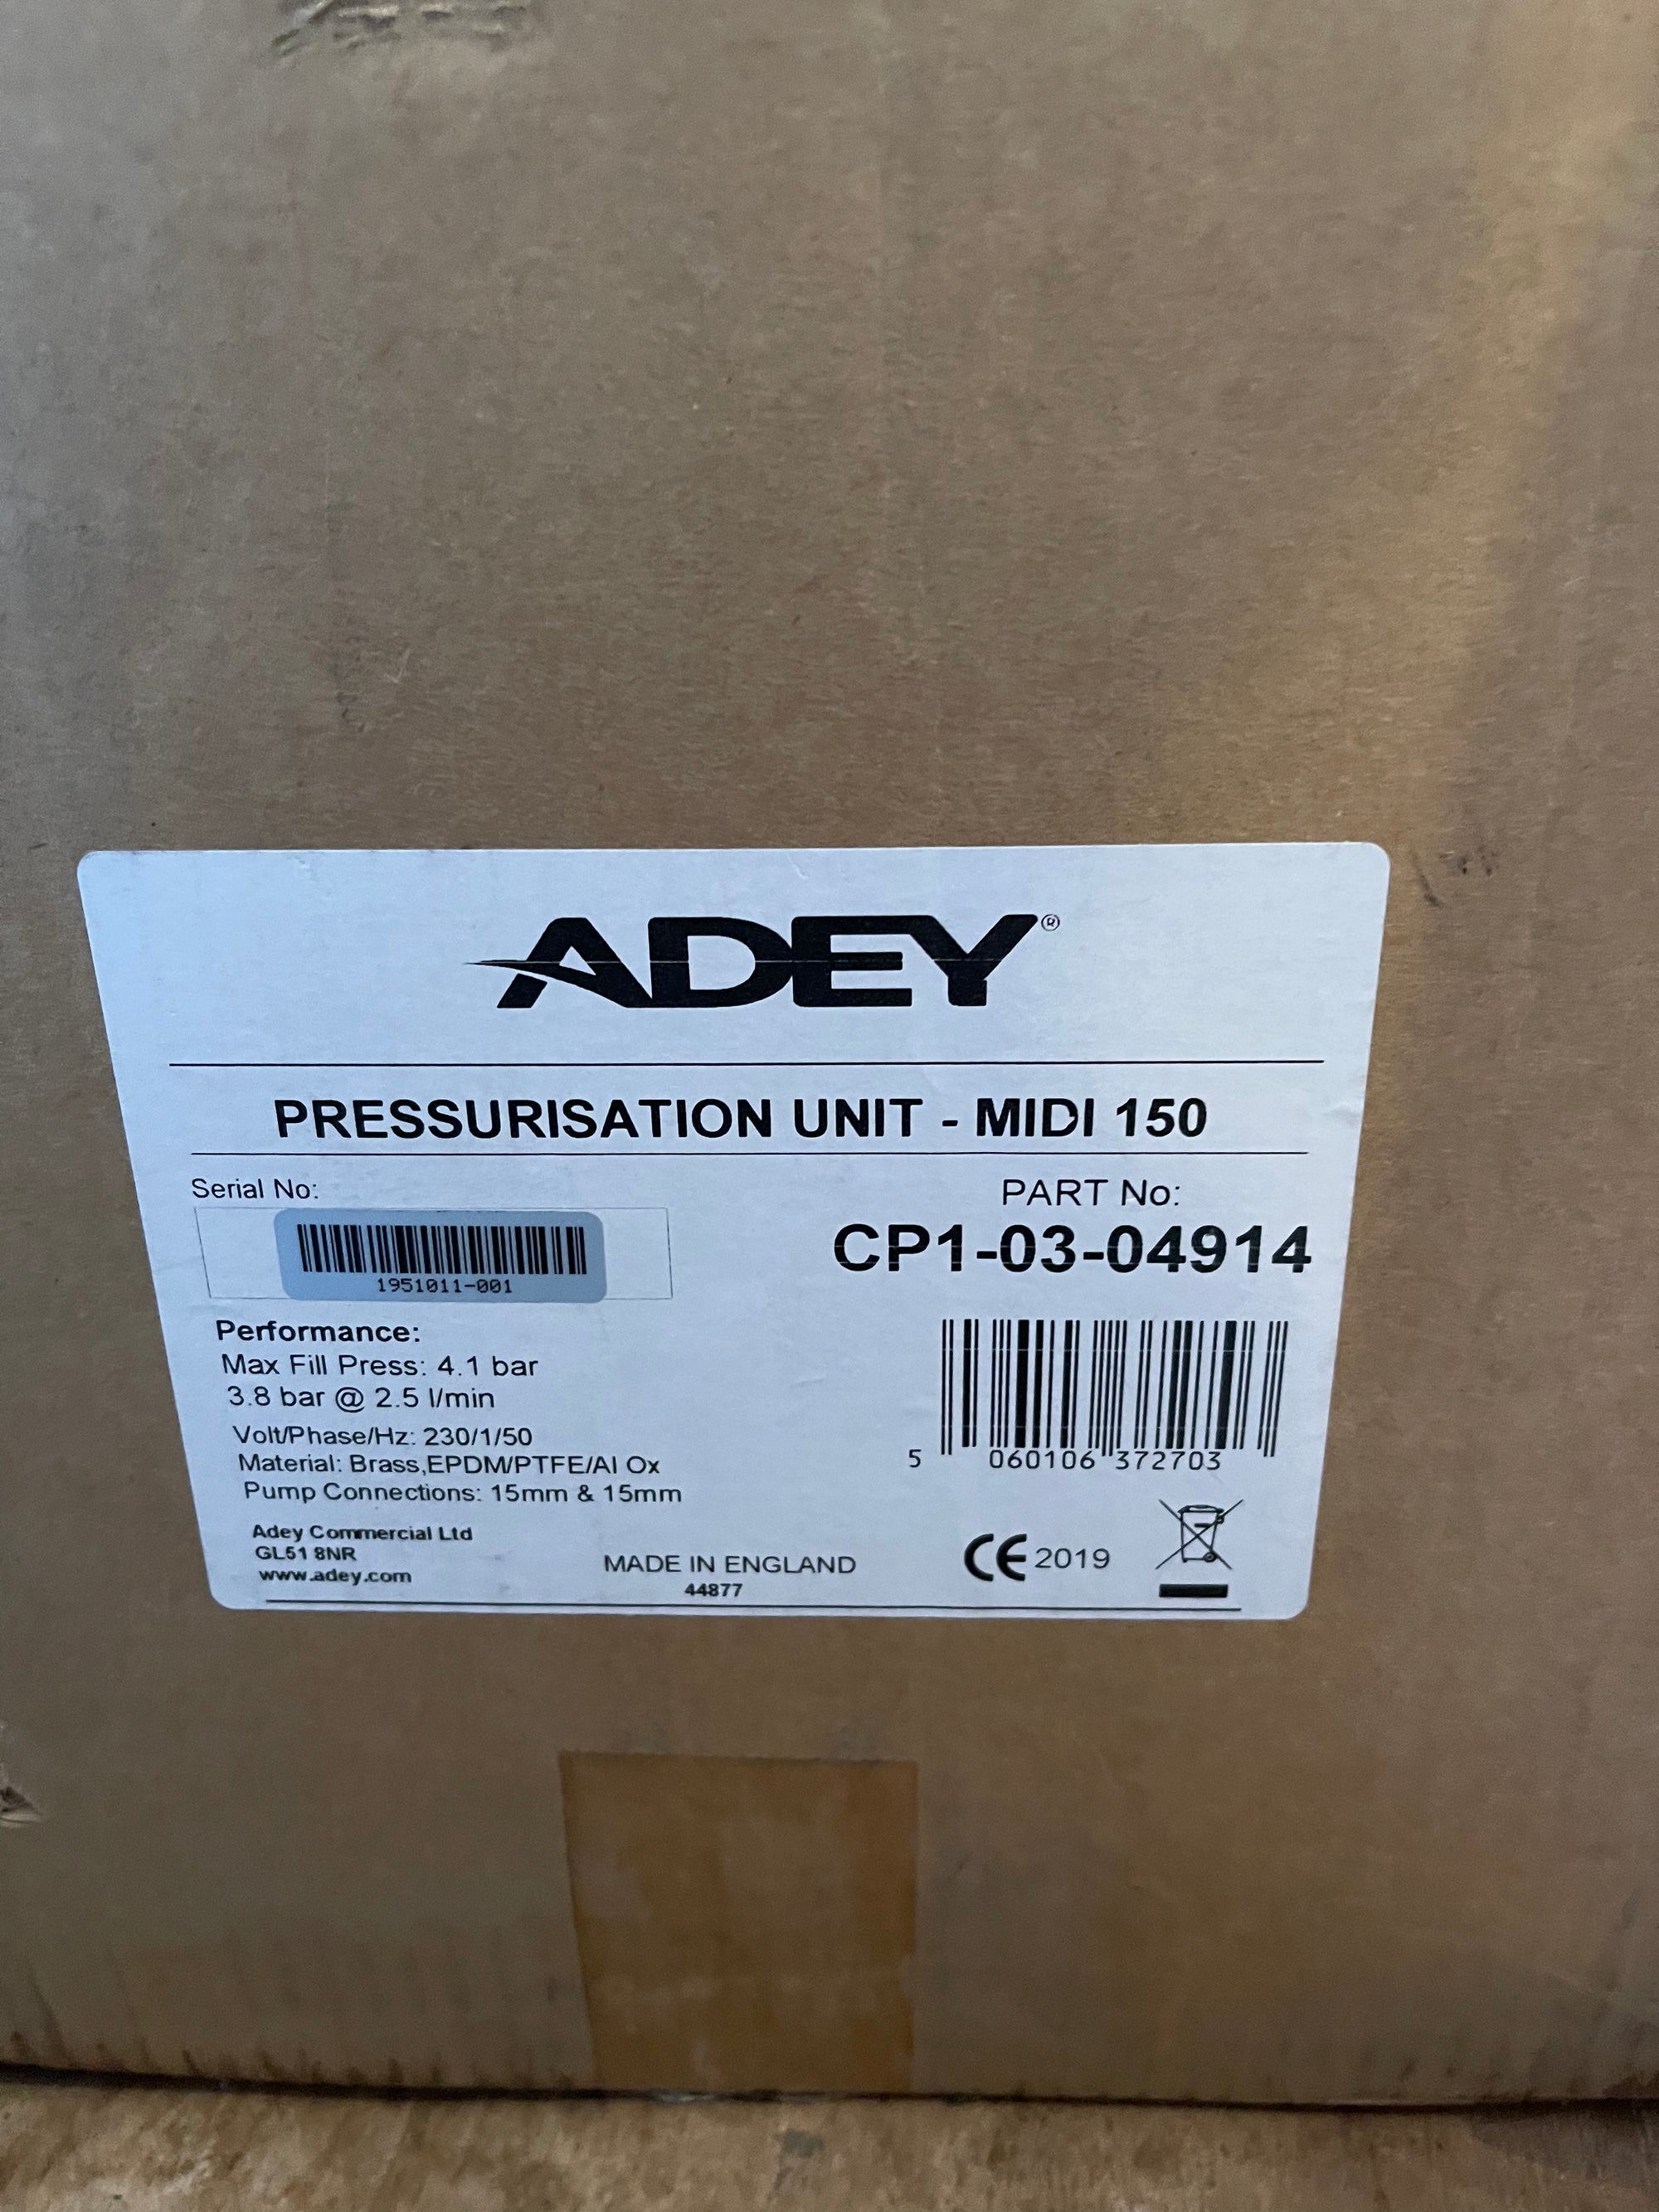 ADEY®
PRESSURISATION UNIT - MIDI 150
Serial No:
1951011-001
PART No:
CP1-03-04914
Performance:
Max Fill Press: 4.1 bar
3.8 bar @ 2.5 l/min
Volt/Phase/Hz: 230/1/50
Material: Brass,EPDM/PTFE/Al Ox
Pump Connections: 15mm & 15mm
5 060106 372703
Adey Commercial Ltd
GL51 8NR
www.adey.com
MADE IN ENGLAND
44877
CE 2019